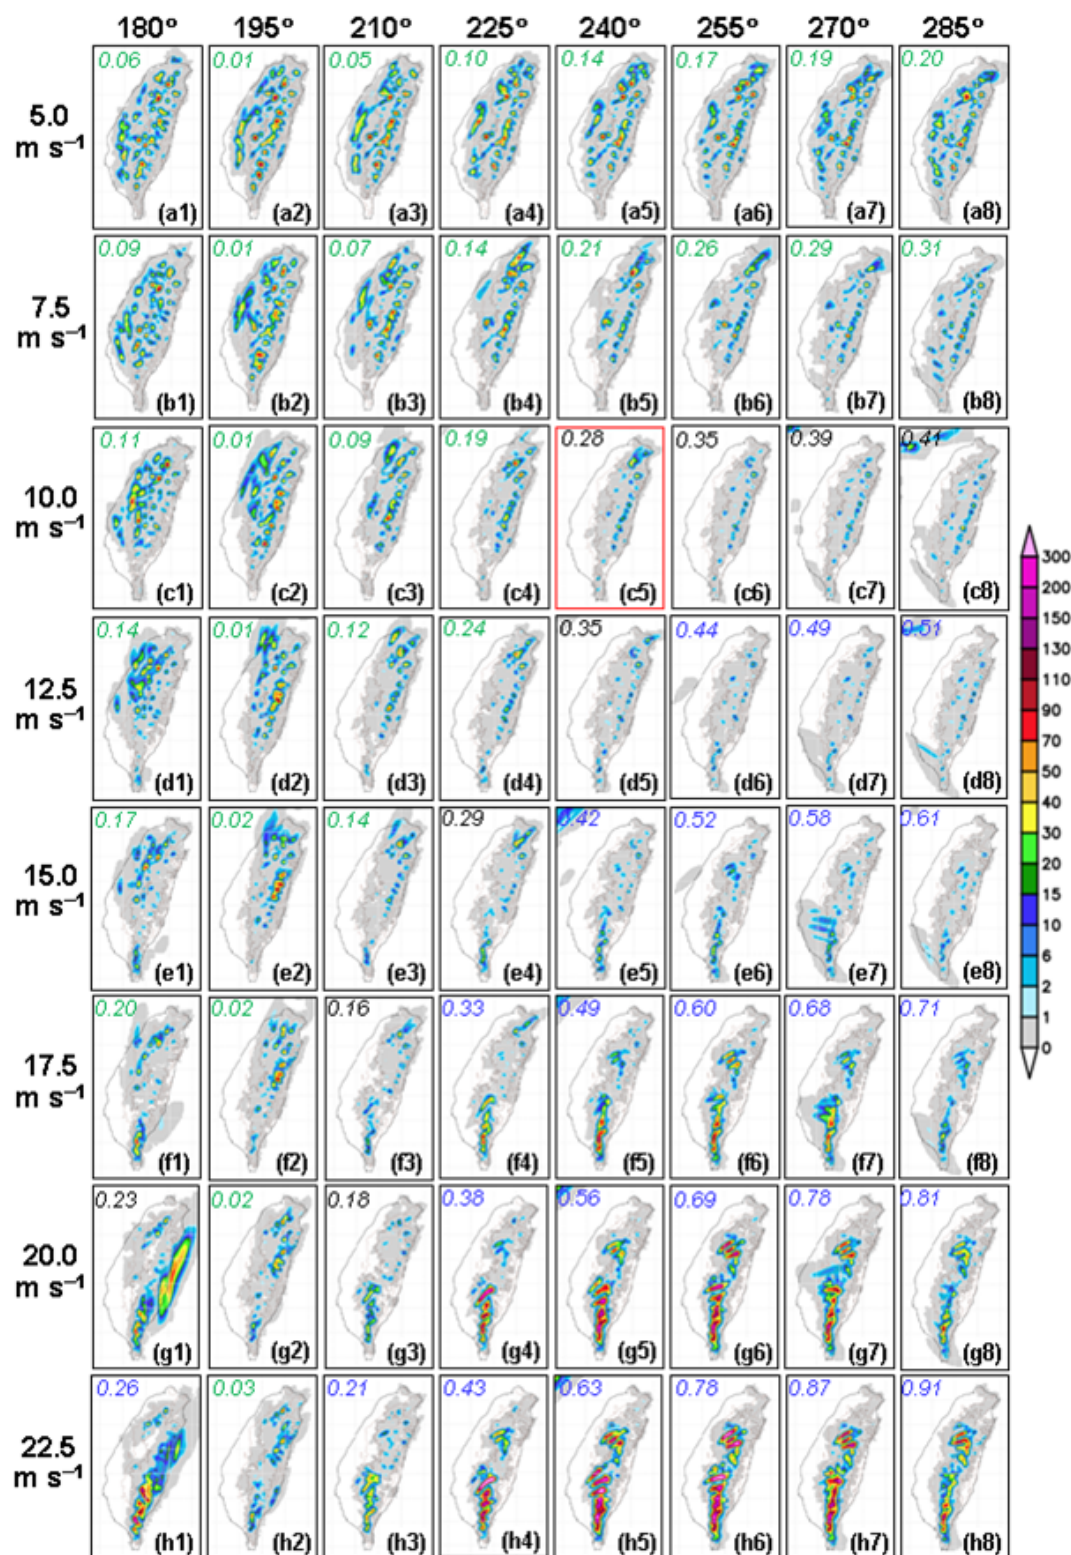 180° 195° 210° 225° 240° 255° 270° 285°
5.0 m s⁻¹
0.06 0.01 0.05 0.10 0.14 0.17 0.19 0.20
(a1) (a2) (a3) (a4) (a5) (a6) (a7) (a8)
7.5 m s⁻¹
0.09 0.01 0.07 0.14 0.21 0.26 0.29 0.31
(b1) (b2) (b3) (b4) (b5) (b6) (b7) (b8)
10.0 m s⁻¹
0.11 0.01 0.09 0.19 0.28 0.35 0.39 0.41
(c1) (c2) (c3) (c4) (c5) (c6) (c7) (c8)
12.5 m s⁻¹
0.14 0.01 0.12 0.24 0.35 0.44 0.49 0.51
(d1) (d2) (d3) (d4) (d5) (d6) (d7) (d8)
15.0 m s⁻¹
0.17 0.02 0.14 0.29 0.42 0.52 0.58 0.61
(e1) (e2) (e3) (e4) (e5) (e6) (e7) (e8)
17.5 m s⁻¹
0.20 0.02 0.16 0.33 0.49 0.60 0.68 0.71
(f1) (f2) (f3) (f4) (f5) (f6) (f7) (f8)
20.0 m s⁻¹
0.23 0.02 0.18 0.38 0.56 0.69 0.78 0.81
(g1) (g2) (g3) (g4) (g5) (g6) (g7) (g8)
22.5 m s⁻¹
0.26 0.03 0.21 0.43 0.63 0.78 0.87 0.91
(h1) (h2) (h3) (h4) (h5) (h6) (h7) (h8)
300
200
150
130
110
90
70
50
40
30
20
15
10
6
2
1
0